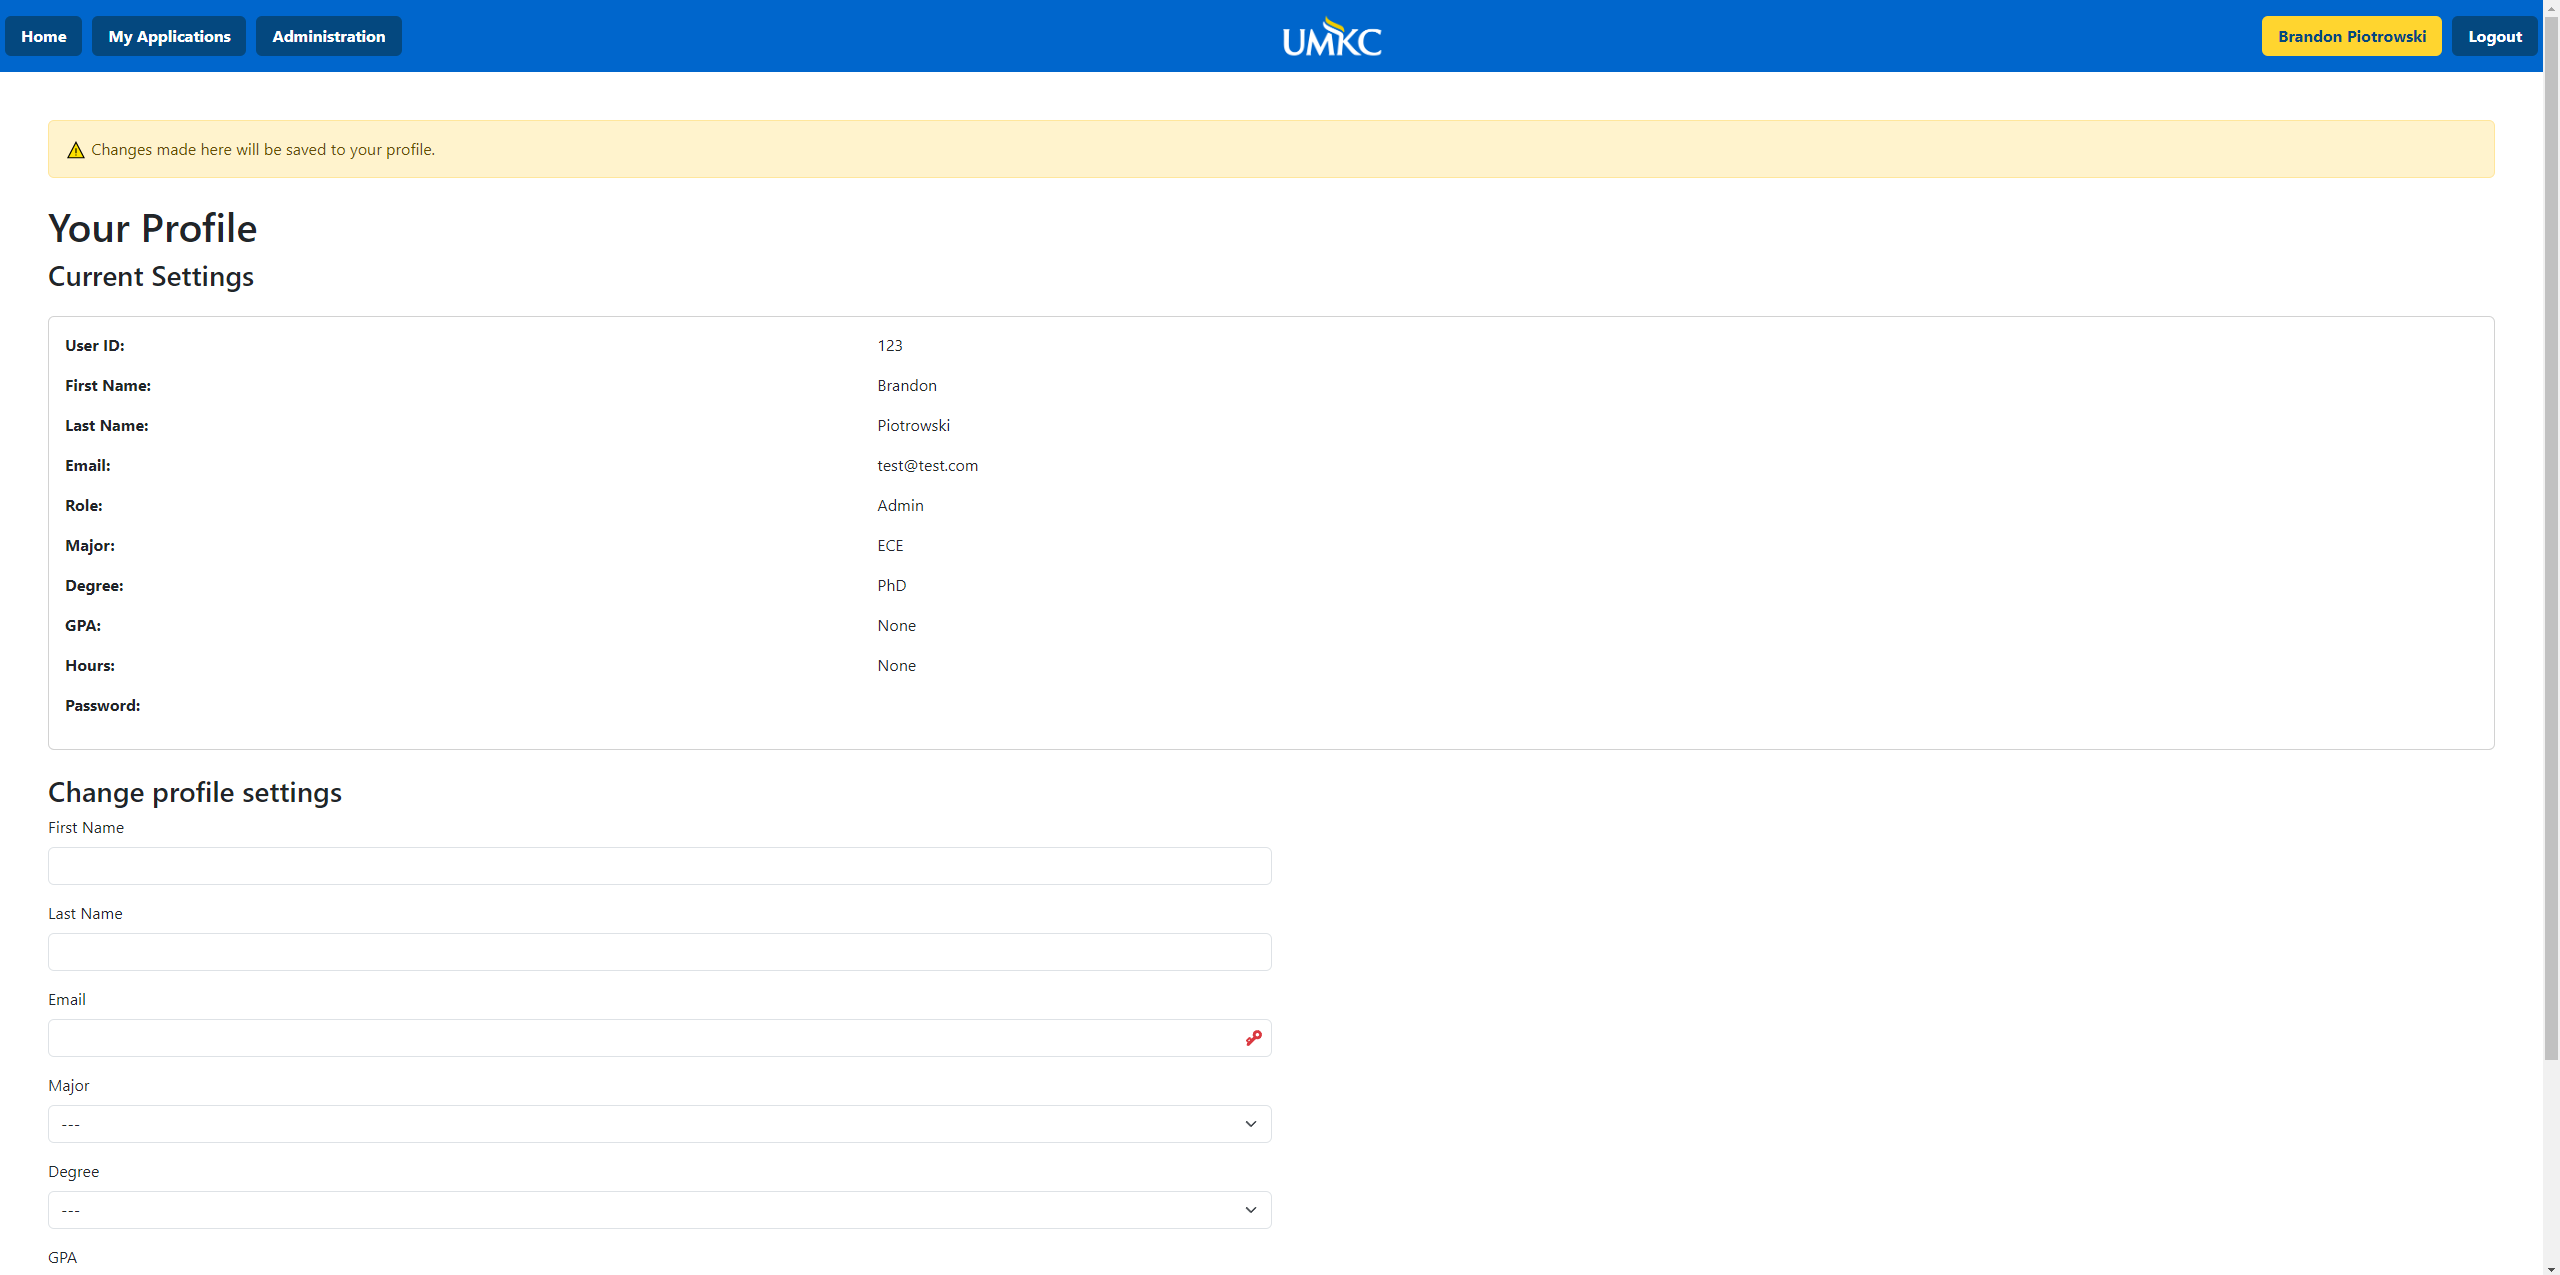 Home My Applications Administration UMKC Brandon Piotrowski Logout
Changes made here will be saved to your profile.
Your Profile
Current Settings
User ID: 123
First Name: Brandon
Last Name: Piotrowski
Email: test@test.com
Role: Admin
Major: ECE
Degree: PhD
GPA: None
Hours: None
Password:
Change profile settings
First Name
Last Name
Email
Major
---
Degree
---
GPA